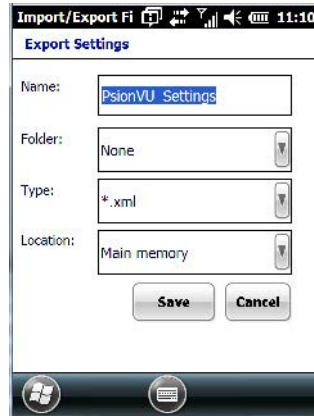 Import/Export Fi 11:10
Export Settings
Name:
PsionVU_Settings
Folder:
None
Type:
*.xml
Location:
Main memory
Save Cancel